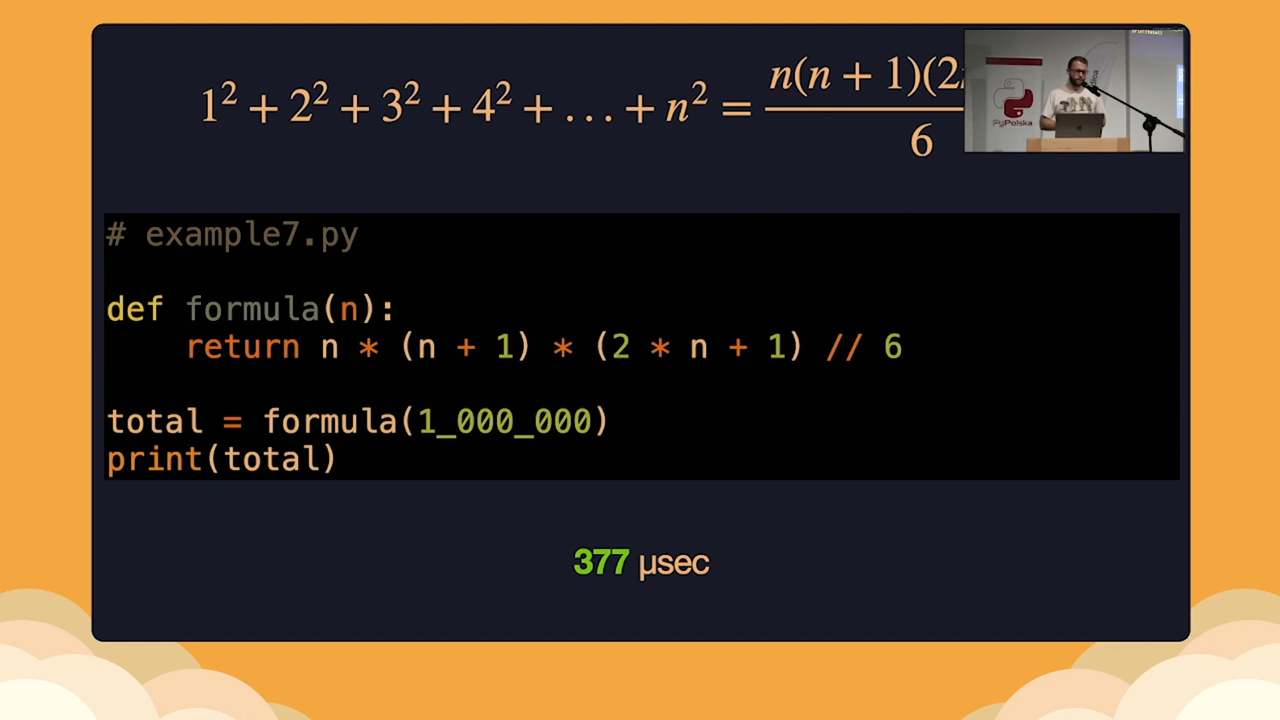 1² + 2² + 3² + 4² + … + n² = n(n + 1)(2
6
PyPolska
# example7.py
def formula(n):
return n * (n + 1) * (2 * n + 1) // 6
total = formula(1_000_000)
print(total)
377 µsec